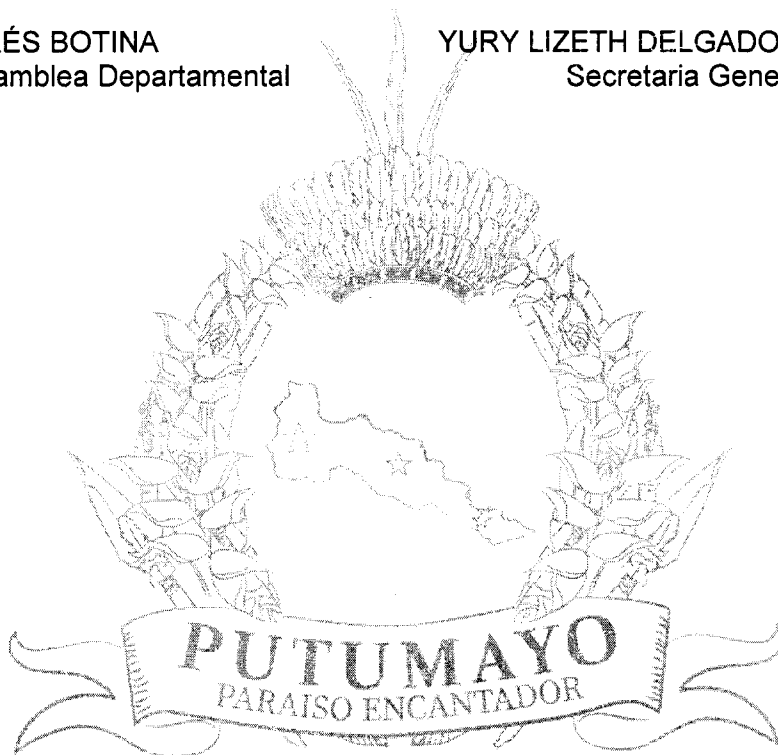 ÉS BOTINA YURY LIZETH DELGADO
amblea Departamental Secretaria Gene
PUTUMAYO
PARAISO ENCANTADOR